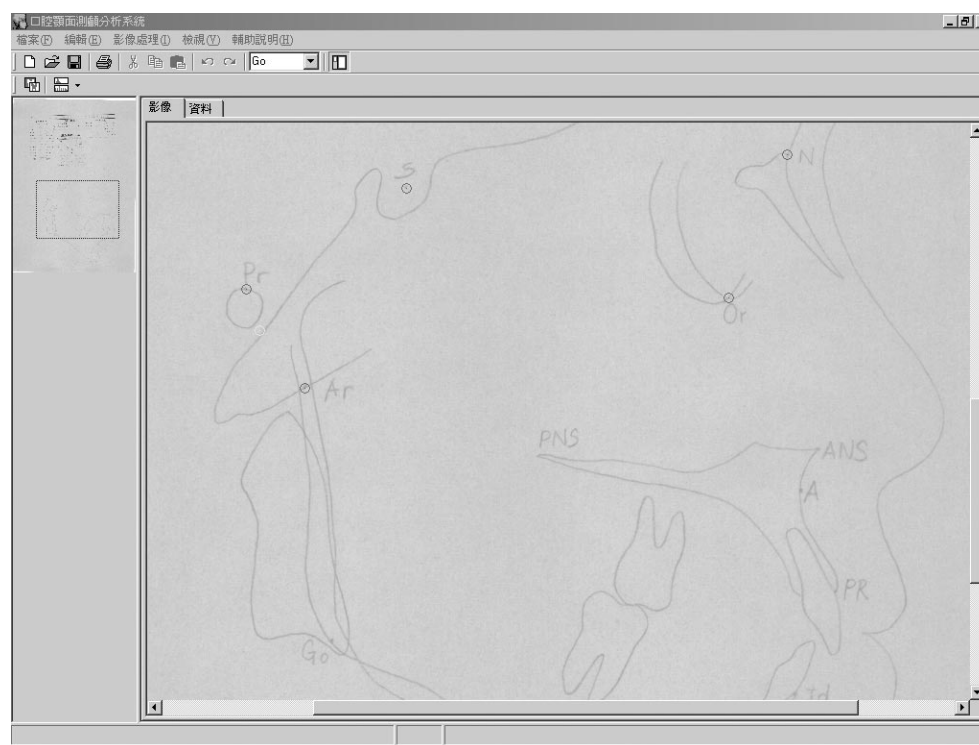 口腔顎面測顱分析系統
檔案(F) 編輯(E) 影像處理(I) 檢視(V) 輔助說明(H)
Go
影像 資料
S
N
Pr
Or
Ar
PNS
ANS
A
PR
Go
Id